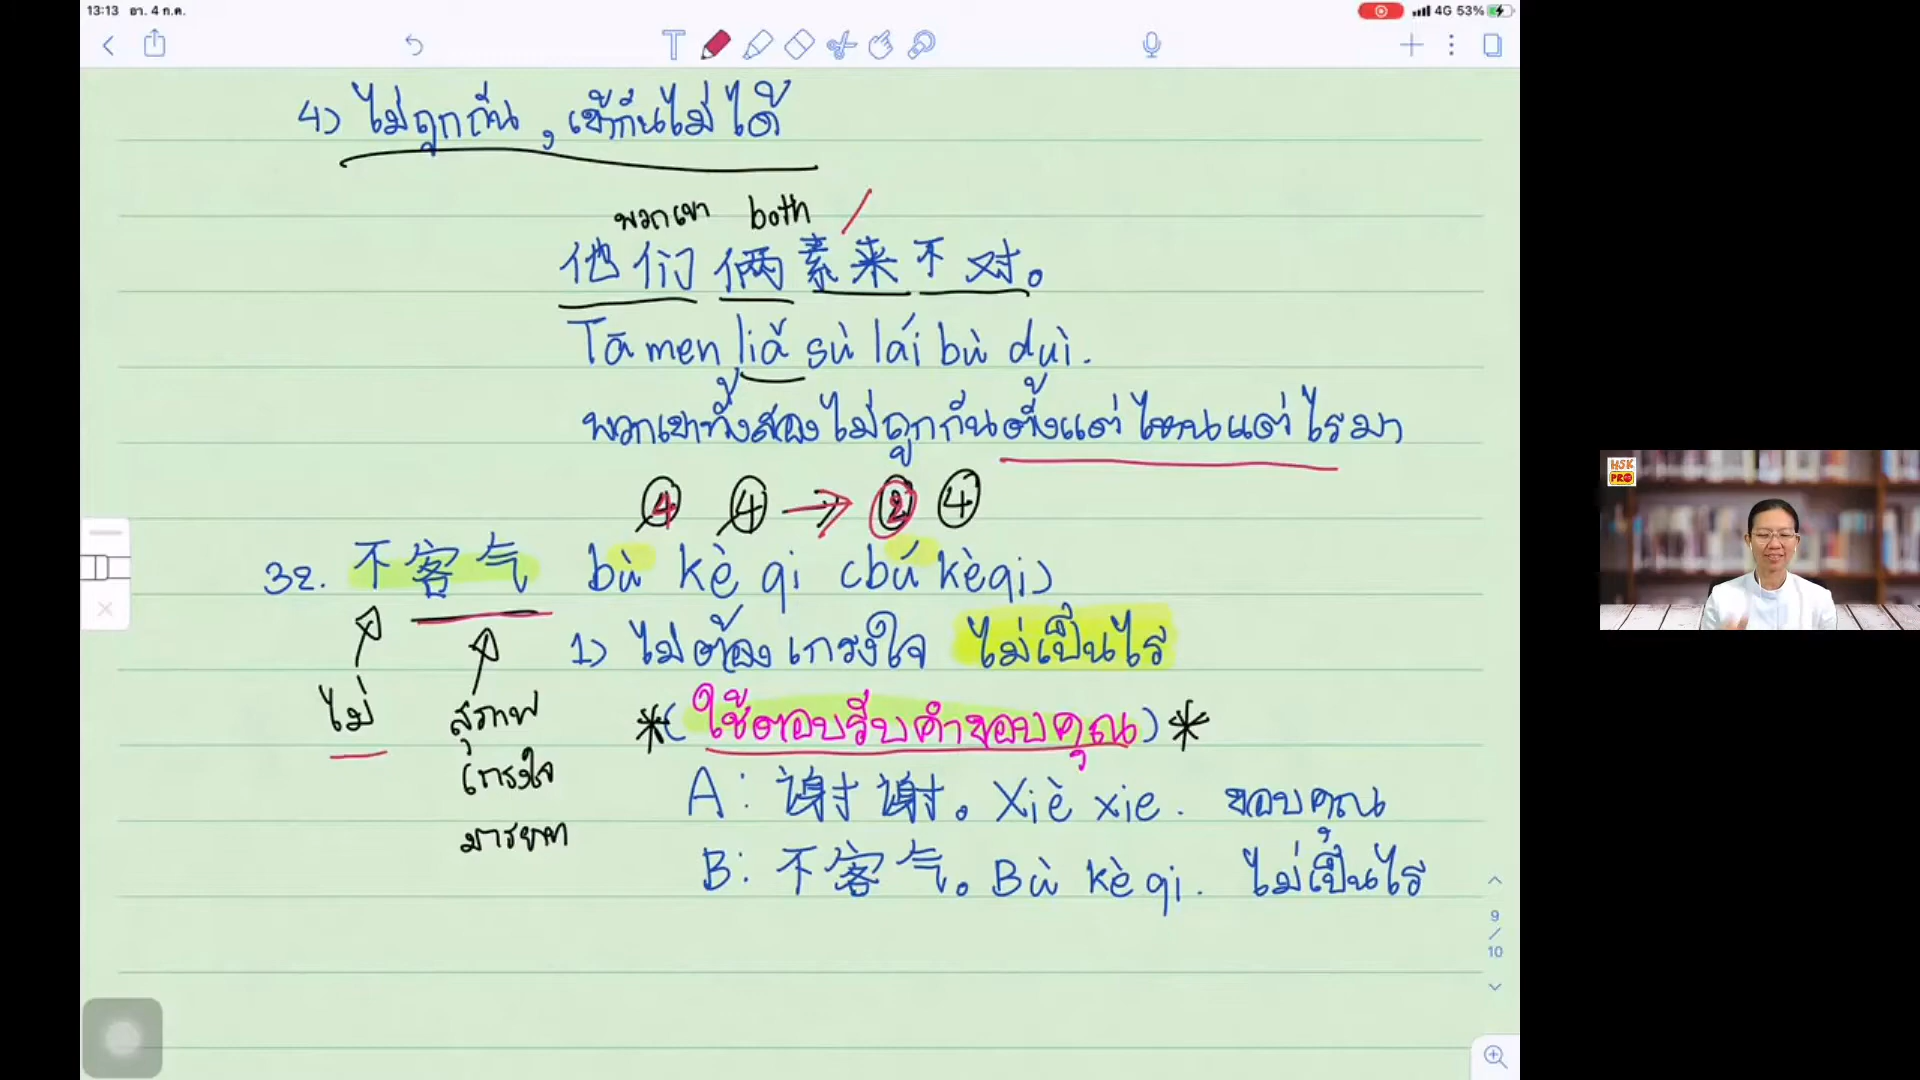 13:13 อา. 4 ก.ค.
4G 53%
4) ไม่ถูกกัน , เข้ากันไม่ได้
พวกเขา both
他们俩素来不对。
Tā men liǎ sù lái bù duì.
พวกเขาทั้งสองไม่ถูกกันตั้งแต่ไหนแต่ไรมา
4 4 → 2 4
32. 不客气 bù kè qi (bú kèqi)
1) ไม่ต้องเกรงใจ ไม่เป็นไร
ไม่ สุภาพ *(ใช้ตอบรับคำขอบคุณ)*
เกรงใจ
A: 谢谢。Xiè xie. ขอบคุณ
มารยาท
B: 不客气。Bù kè qi. ไม่เป็นไร
9
/
10
HSK
PRO